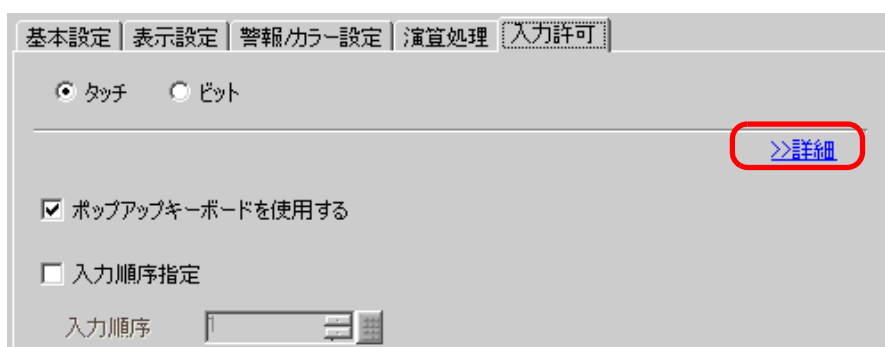 基本設定 表示設定 警報/カラー設定 演算処理 入力許可
タッチ ビット
>>詳細
ポップアップキーボードを使用する
入力順序指定
入力順序 1